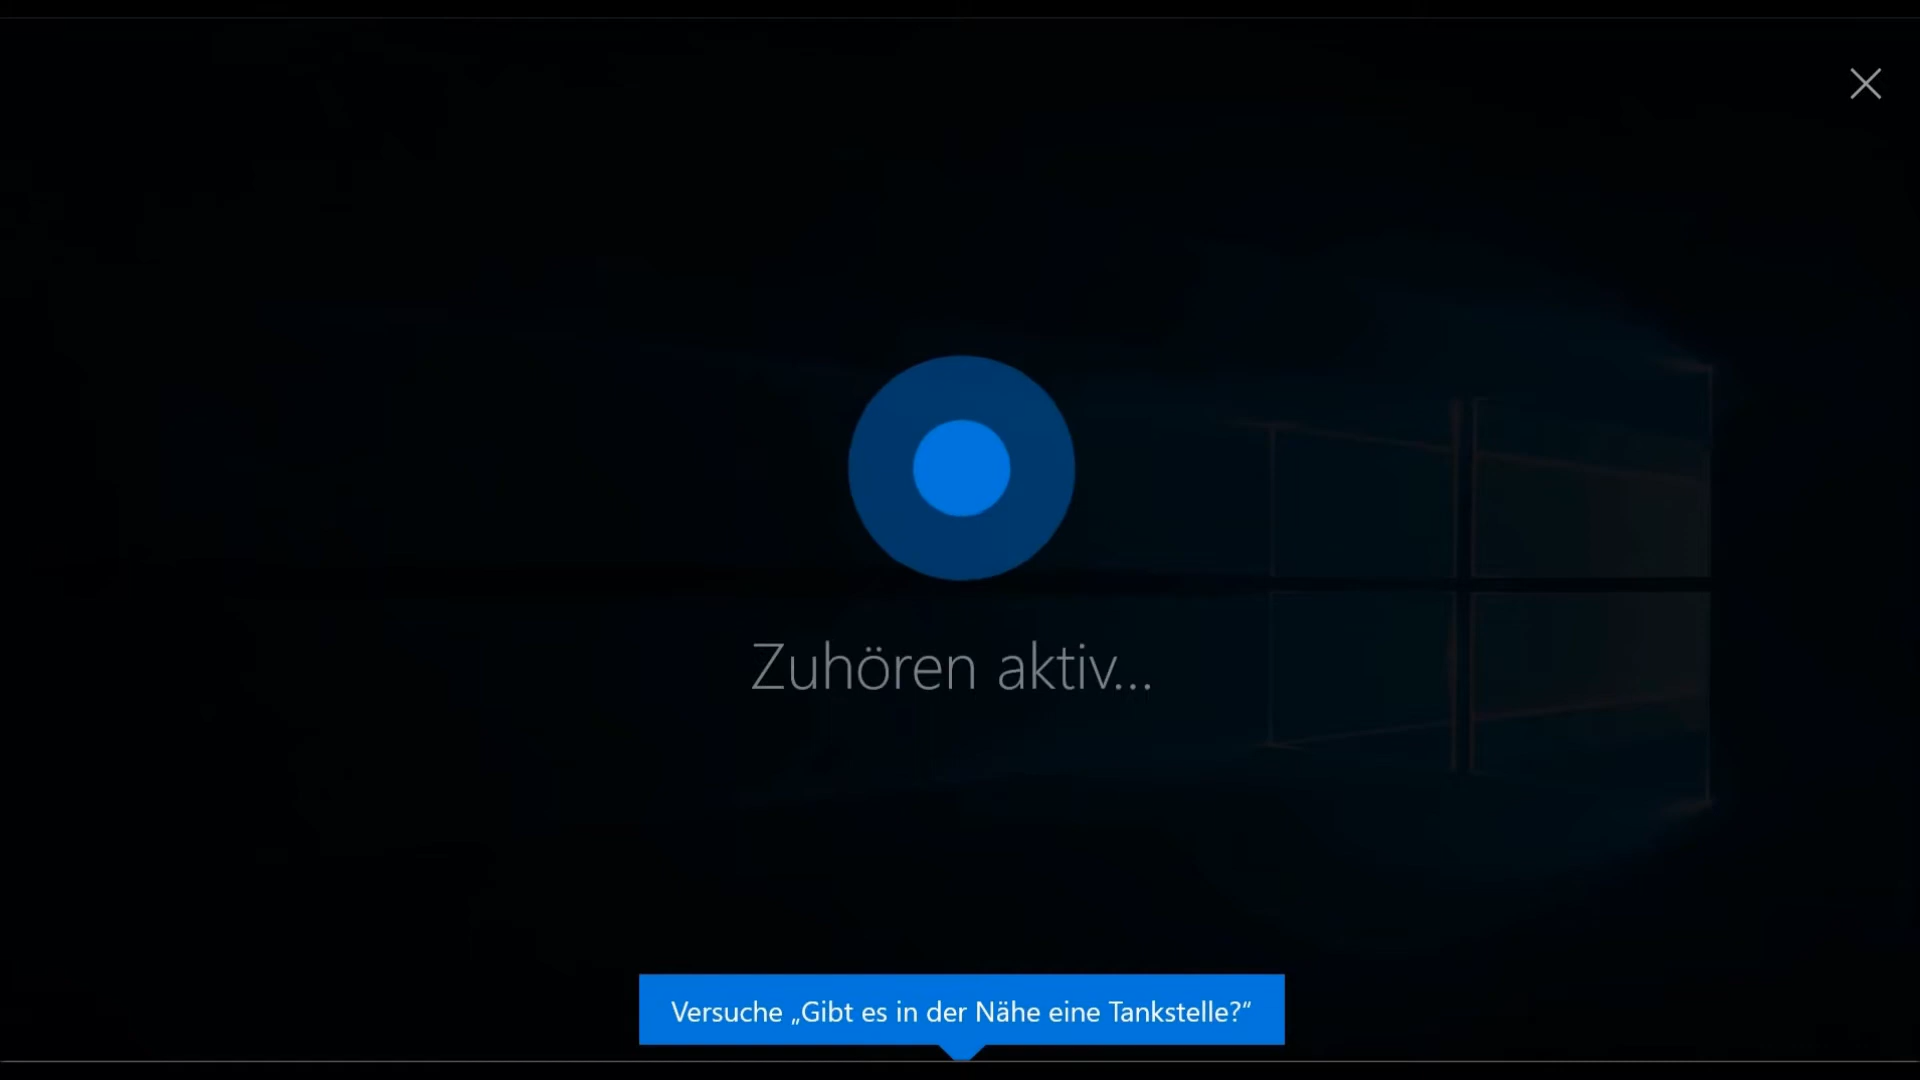 Zuhören aktiv...
Versuche „Gibt es in der Nähe eine Tankstelle?“